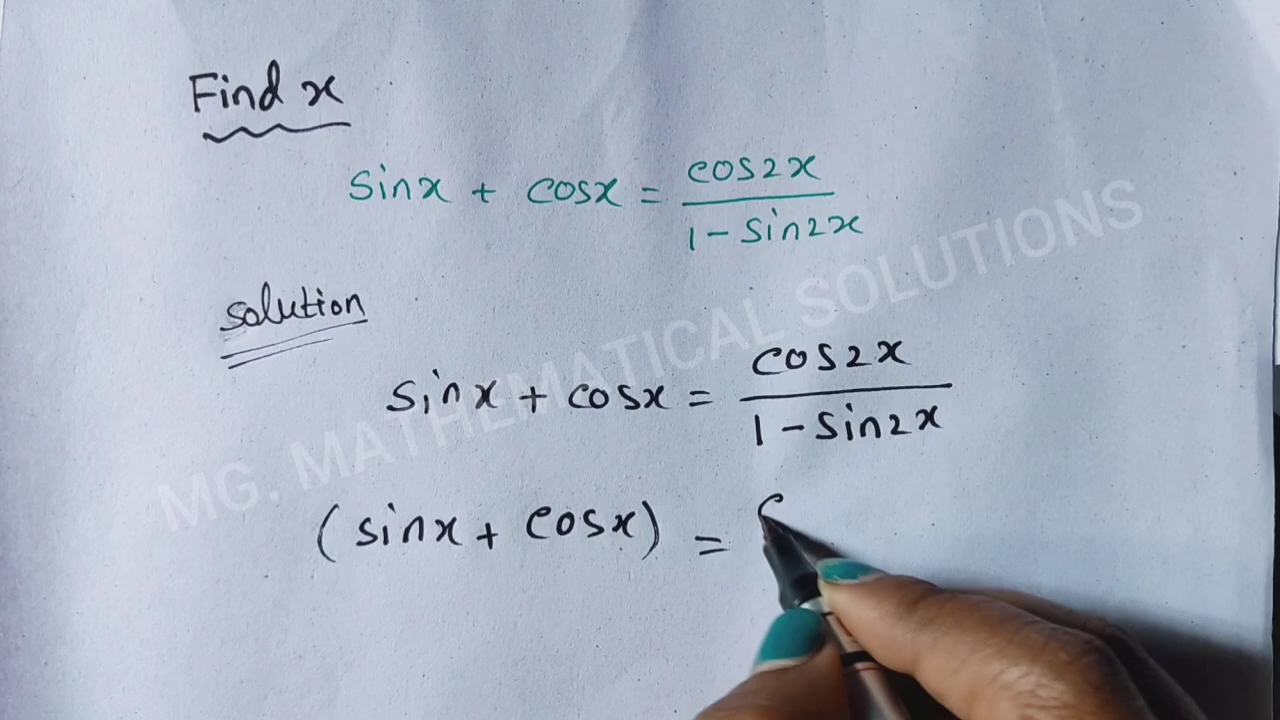 Find x
sinx + cosx = cos2x / 1 - sin2x
solution
sinx + cosx = cos2x / 1 - sin2x
(sinx + cosx) =
MG. MATHEMATICAL SOLUTIONS